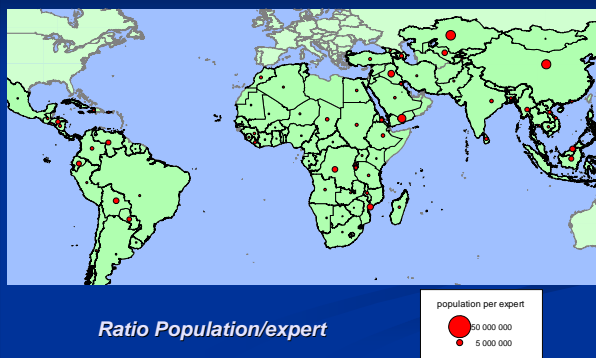 Ratio Population/expert
population per expert
50 000 000
5 000 000